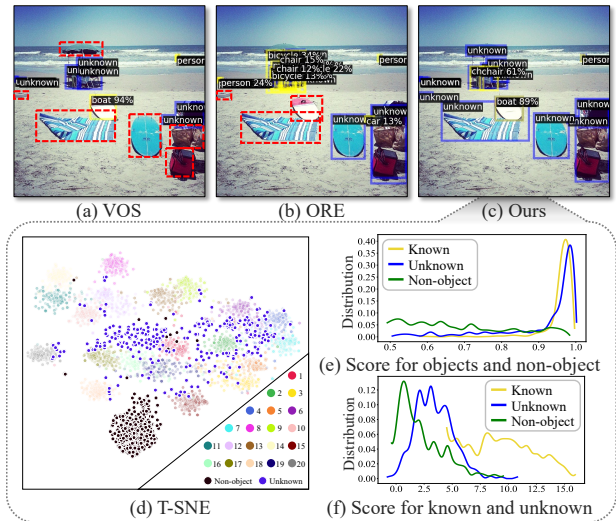 unknown
unknown
unknown
person
unknown
boat 94%
unknown
unknown
bicycle 34%
chair 15%
chair 12%
le 22%
bicycle 13%
person
person 24%
unknown
unknown
car 13%
unknown
unknown
person
chair 61%
unknown
boat 89%
unknown
unknown
unknown
(a) VOS
(b) ORE
(c) Ours
1
2 3
4 5 6
7 8 9 10
11 12 13 14 15
16 17 18 19 20
Non-object Unknown
(d) T-SNE
Distribution
0.40
0.35
0.30
0.25
0.20
0.15
0.10
0.05
0.00
Known
Unknown
Non-object
0.5 0.6 0.7 0.8 0.9 1.0
(e) Score for objects and non-object
Distribution
0.12
0.10
0.08
0.06
0.04
0.02
0.00
Known
Unknown
Non-object
0.0 2.5 5.0 7.5 10.0 12.5 15.0
(f) Score for known and unknown